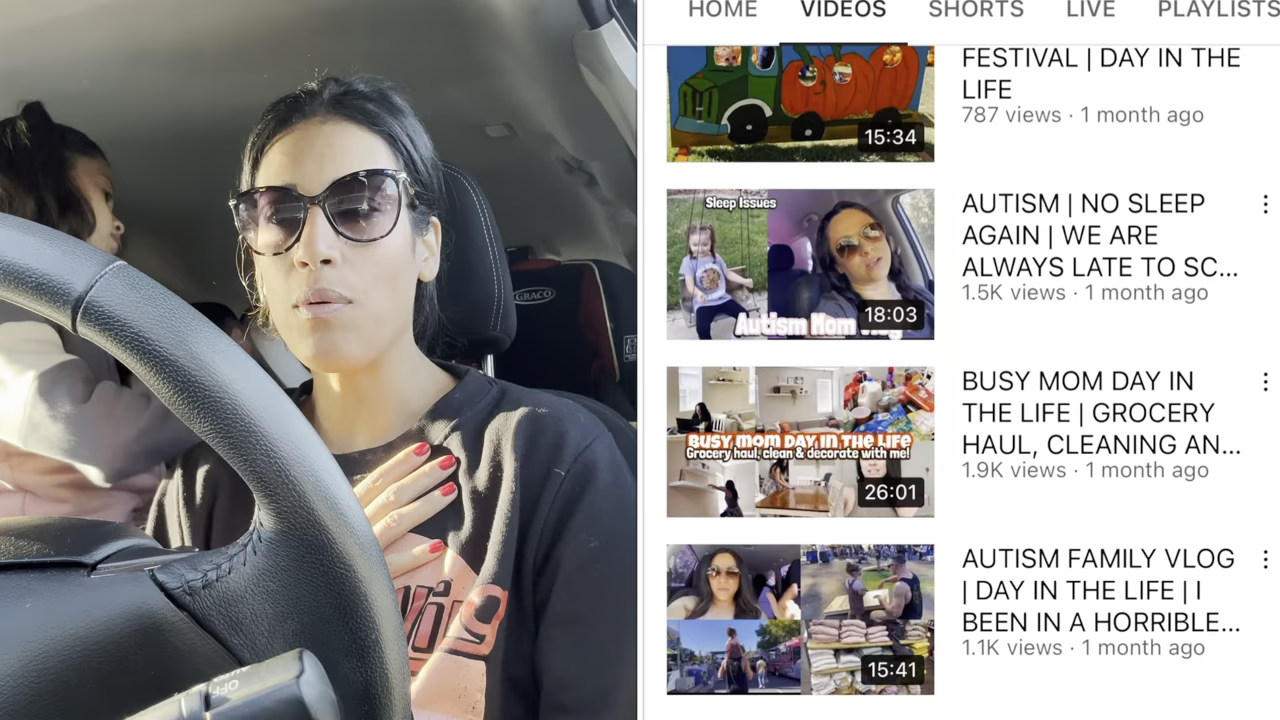 HOME VIDEOS SHORTS LIVE PLAYLISTS
FESTIVAL | DAY IN THE
LIFE
787 views · 1 month ago
15:34
Sleep Issues
Autism Mom
18:03
AUTISM | NO SLEEP
AGAIN | WE ARE
ALWAYS LATE TO SC...
1.5K views · 1 month ago
BUSY MOM DAY IN THE LIFE
Grocery haul, clean & decorate with me!
26:01
BUSY MOM DAY IN
THE LIFE | GROCERY
HAUL, CLEANING AN...
1.9K views · 1 month ago
15:41
AUTISM FAMILY VLOG
| DAY IN THE LIFE | I
BEEN IN A HORRIBLE...
1.1K views · 1 month ago
GRACO
OFF